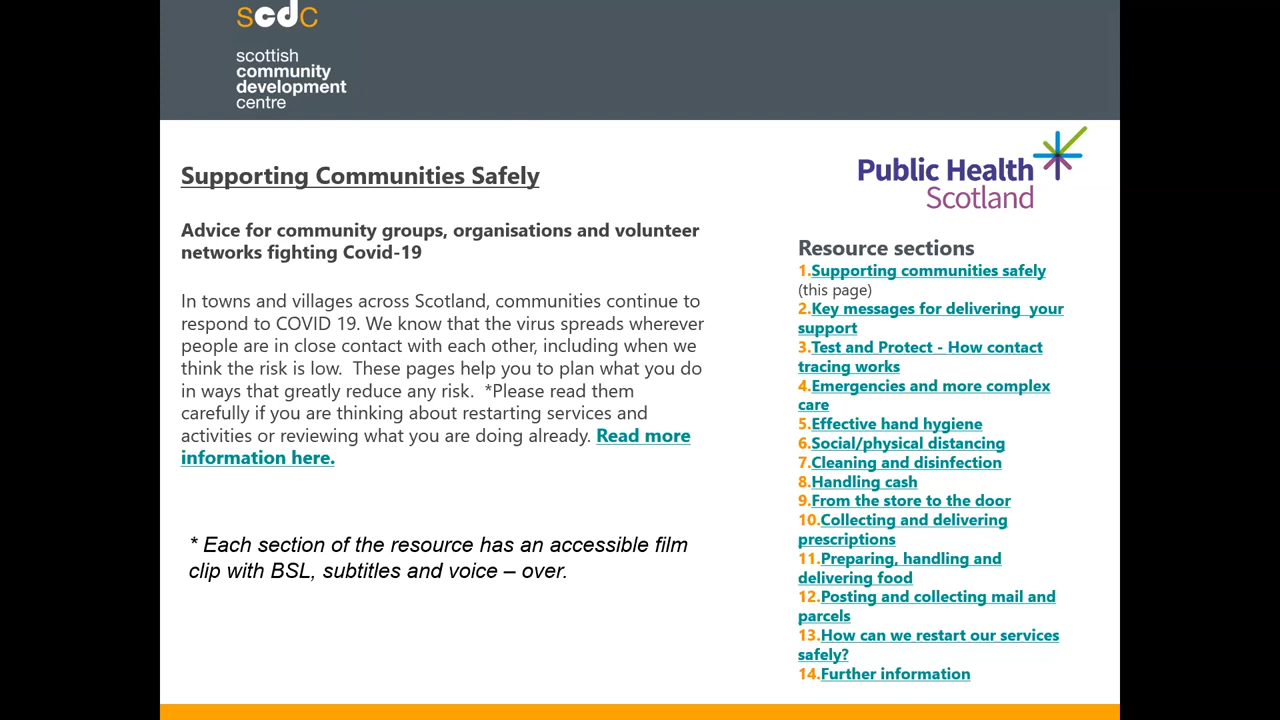 scdc
scottish
community
development
centre
Supporting Communities Safely
Advice for community groups, organisations and volunteer
networks fighting Covid-19
In towns and villages across Scotland, communities continue to
respond to COVID 19. We know that the virus spreads wherever
people are in close contact with each other, including when we
think the risk is low.  These pages help you to plan what you do
in ways that greatly reduce any risk.  *Please read them
carefully if you are thinking about restarting services and
activities or reviewing what you are doing already. Read more
information here.
* Each section of the resource has an accessible film
clip with BSL, subtitles and voice – over.
Public Health
Scotland
Resource sections
1.Supporting communities safely
(this page)
2.Key messages for delivering  your
support
3.Test and Protect - How contact
tracing works
4.Emergencies and more complex
care
5.Effective hand hygiene
6.Social/physical distancing
7.Cleaning and disinfection
8.Handling cash
9.From the store to the door
10.Collecting and delivering
prescriptions
11.Preparing, handling and
delivering food
12.Posting and collecting mail and
parcels
13.How can we restart our services
safely?
14.Further information